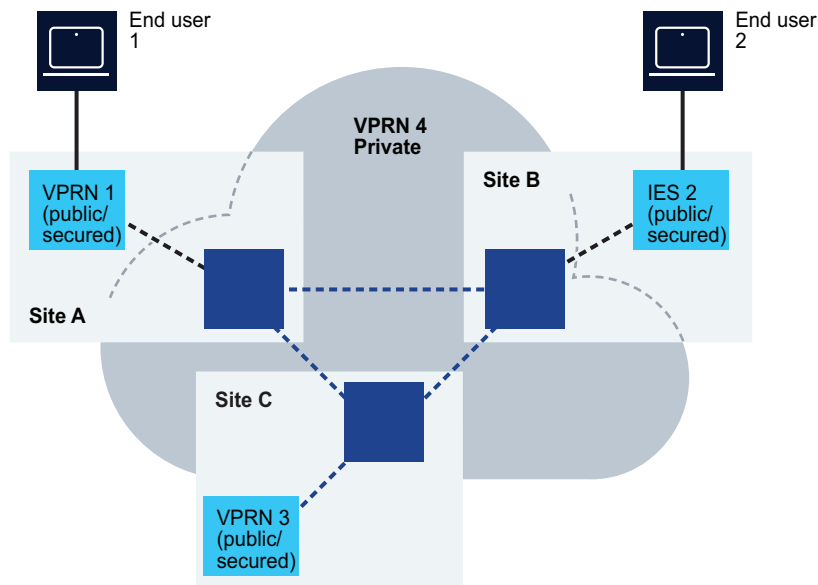 End user
1
End user
2
VPRN 4
Private
VPRN 1
(public/
secured)
Site B
IES 2
(public/
secured)
Site A
Site C
VPRN 3
(public/
secured)